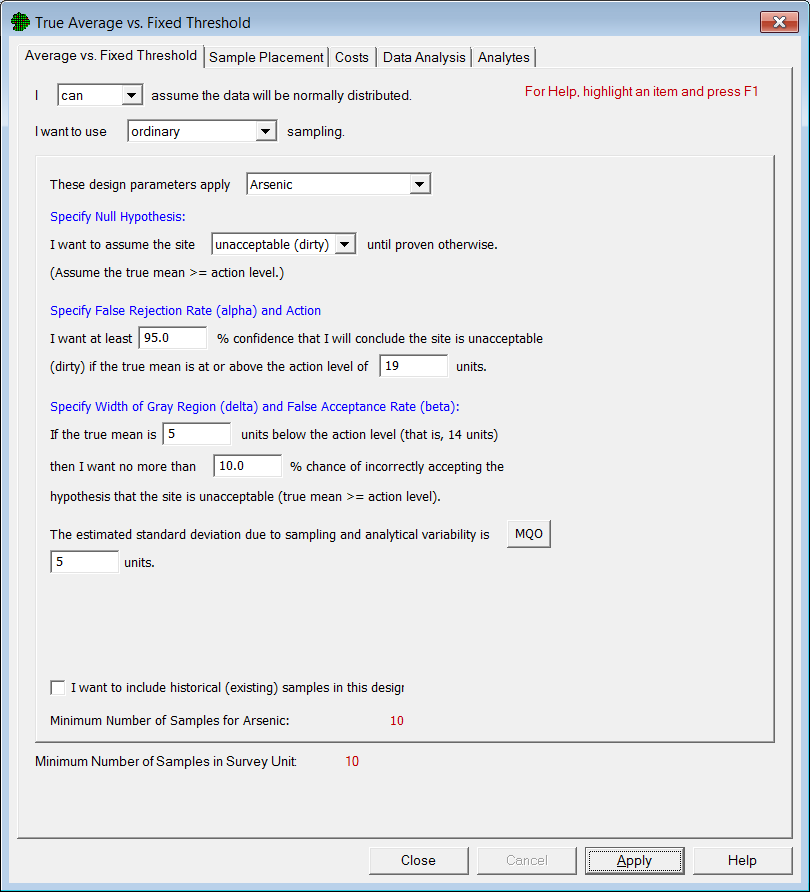 True Average vs. Fixed Threshold
Average vs. Fixed Threshold Sample Placement Costs Data Analysis Analytes
I can assume the data will be normally distributed. For Help, highlight an item and press F1
I want to use ordinary sampling.
These design parameters apply Arsenic
Specify Null Hypothesis:
I want to assume the site unacceptable (dirty) until proven otherwise.
(Assume the true mean >= action level.)
Specify False Rejection Rate (alpha) and Action
I want at least 95.0 % confidence that I will conclude the site is unacceptable
(dirty) if the true mean is at or above the action level of 19 units.
Specify Width of Gray Region (delta) and False Acceptance Rate (beta):
If the true mean is 5 units below the action level (that is, 14 units)
then I want no more than 10.0 % chance of incorrectly accepting the
hypothesis that the site is unacceptable (true mean >= action level).
The estimated standard deviation due to sampling and analytical variability is MQO
5 units.
I want to include historical (existing) samples in this design
Minimum Number of Samples for Arsenic: 10
Minimum Number of Samples in Survey Unit: 10
Close Cancel Apply Help